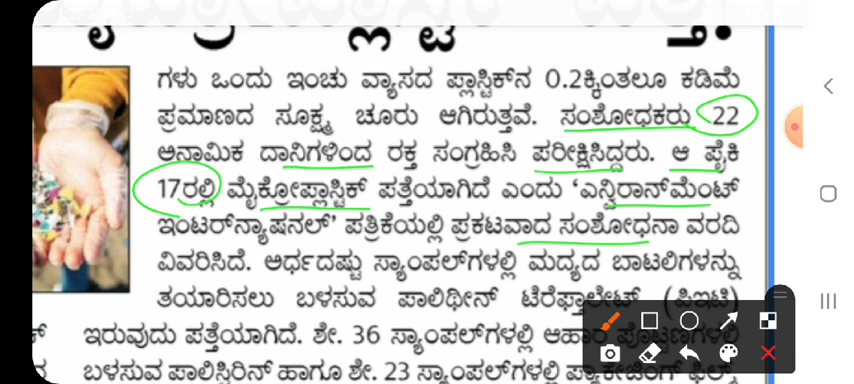 ಗಳು ಒಂದು ಇಂಚು ವ್ಯಾಸದ ಪ್ಲಾಸ್ಟಿಕ್‌ನ 0.2ಕ್ಕಿಂತಲೂ ಕಡಿಮೆ
ಪ್ರಮಾಣದ ಸೂಕ್ಷ್ಮ ಚೂರು ಆಗಿರುತ್ತವೆ. ಸಂಶೋಧಕರು 22
ಅನಾಮಿಕ ದಾನಿಗಳಿಂದ ರಕ್ತ ಸಂಗ್ರಹಿಸಿ ಪರೀಕ್ಷಿಸಿದ್ದರು. ಆ ಪೈಕಿ
17ರಲ್ಲಿ ಮೈಕ್ರೋಪ್ಲಾಸ್ಟಿಕ್ ಪತ್ತೆಯಾಗಿದೆ ಎಂದು ‘ಎನ್ವಿರಾನ್‌ಮೆಂಟ್
ಇಂಟರ್‌ನ್ಯಾಷನಲ್’ ಪತ್ರಿಕೆಯಲ್ಲಿ ಪ್ರಕಟವಾದ ಸಂಶೋಧನಾ ವರದಿ
ವಿವರಿಸಿದೆ. ಅರ್ಧದಷ್ಟು ಸ್ಯಾಂಪಲ್‌ಗಳಲ್ಲಿ ಮದ್ಯದ ಬಾಟಲಿಗಳನ್ನು
ತಯಾರಿಸಲು ಬಳಸುವ ಪಾಲಿಥೀನ್ ಟೆರೆಫ್ತಾಲೇಟ್ (ಪಿಇಟಿ)
ಇರುವುದು ಪತ್ತೆಯಾಗಿದೆ. ಶೇ. 36 ಸ್ಯಾಂಪಲ್‌ಗಳಲ್ಲಿ ಆಹಾರ ಪೊಟ್ಟಣಗಳಲ್ಲಿ
ಬಳಸುವ ಪಾಲಿಸ್ಟಿರಿನ್ ಹಾಗೂ ಶೇ. 23 ಸ್ಯಾಂಪಲ್‌ಗಳಲ್ಲಿ ಪ್ಯಾಕೇಜಿಂಗ್ ಫಿಲ್ಮ್,